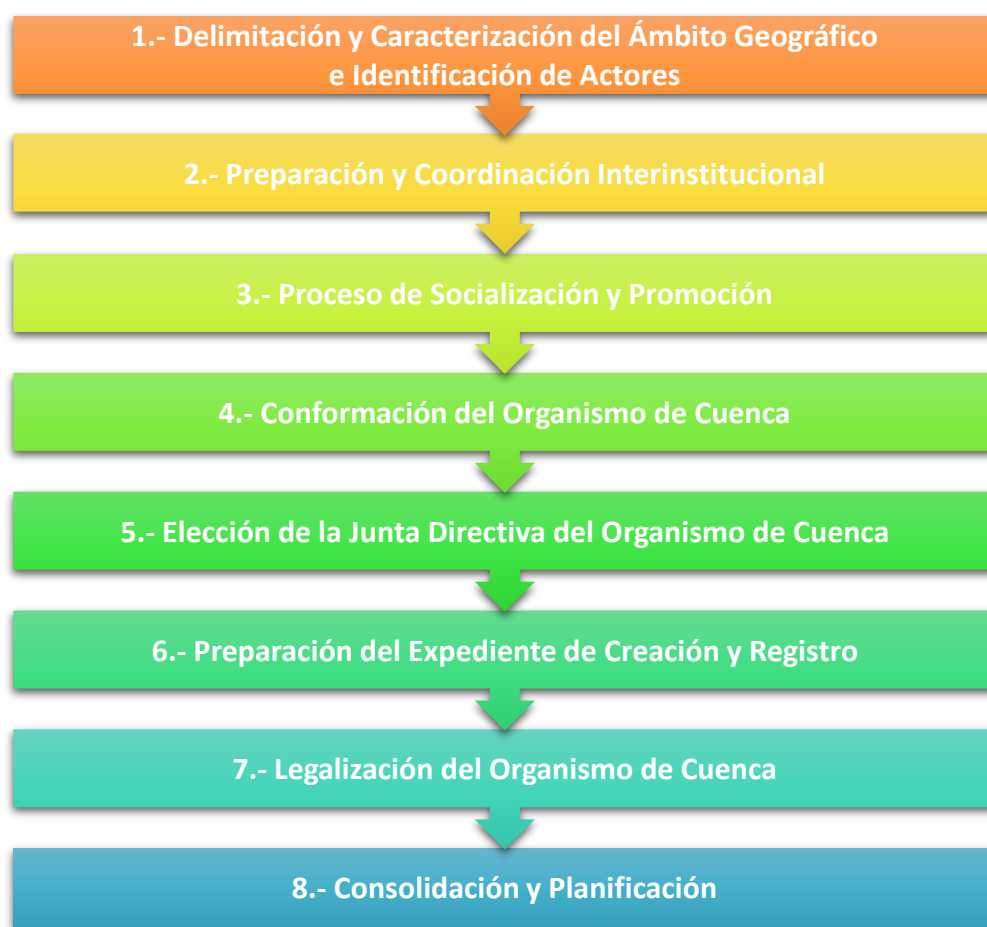 1.- Delimitación y Caracterización del Ámbito Geográfico
e Identificación de Actores
2.- Preparación y Coordinación Interinstitucional
3.- Proceso de Socialización y Promoción
4.- Conformación del Organismo de Cuenca
5.- Elección de la Junta Directiva del Organismo de Cuenca
6.- Preparación del Expediente de Creación y Registro
7.- Legalización del Organismo de Cuenca
8.- Consolidación y Planificación